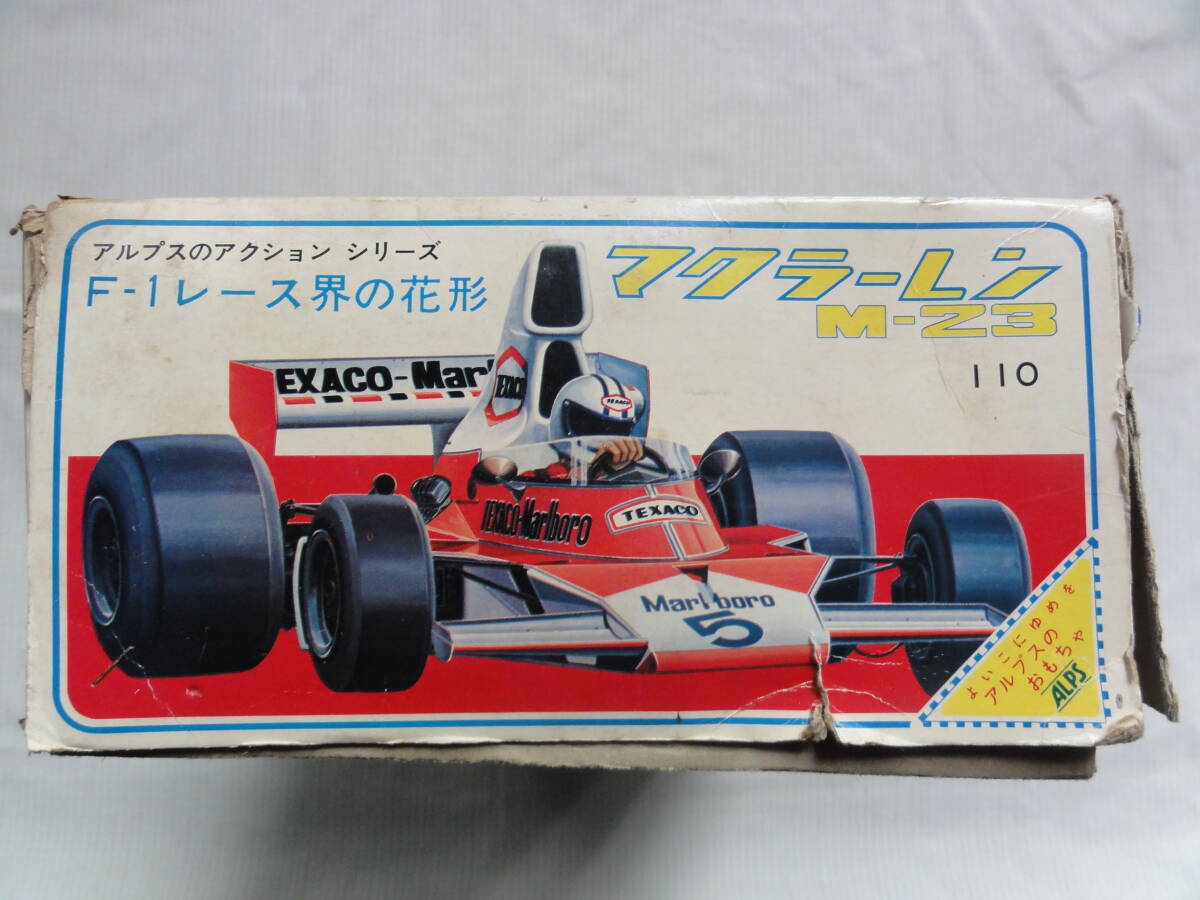 アルプスのアクション シリーズ
F-1レース界の花形
マクラーレン
M-23
110
EXACO-Marl
TEXACO
TEXACO
TEXACO-Marlboro
TEXACO
Marlboro
5
よいこにゆめを
アルプスの
おもちゃ
ALPS